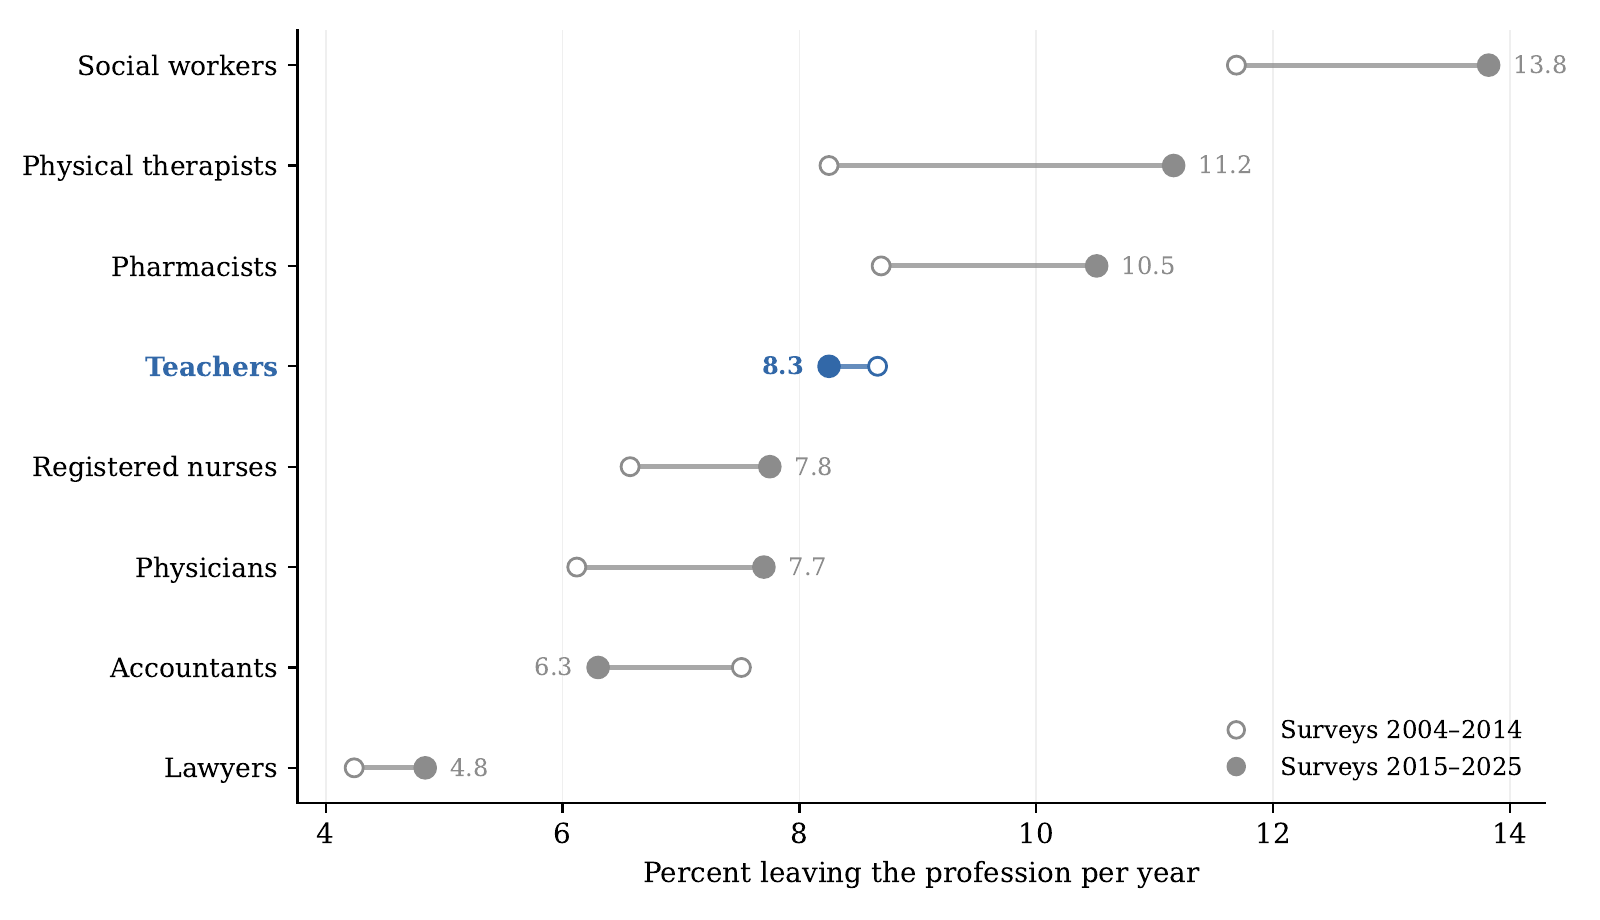 Social workers 13.8
Physical therapists 11.2
Pharmacists 10.5
Teachers 8.3
Registered nurses 7.8
Physicians 7.7
Accountants 6.3
Surveys 2004–2014
Surveys 2015–2025
Lawyers 4.8
4 6 8 10 12 14
Percent leaving the profession per year